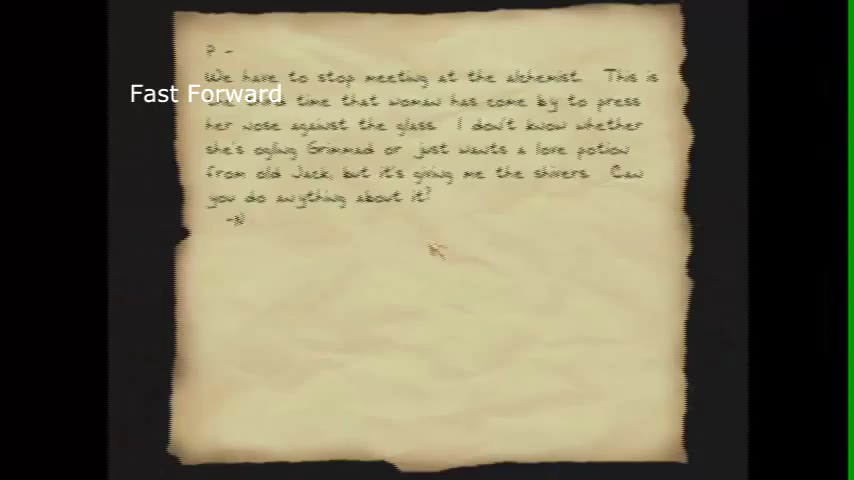 P -
We have to stop meeting at the alchemist. This is
Fast Forward
time that woman has come by to press
her nose against the glass. I don't know whether
she's ogling Grimmad or just wants a love potion
from old Jack, but it's giving me the shivers. Can
you do anything about it?
-N